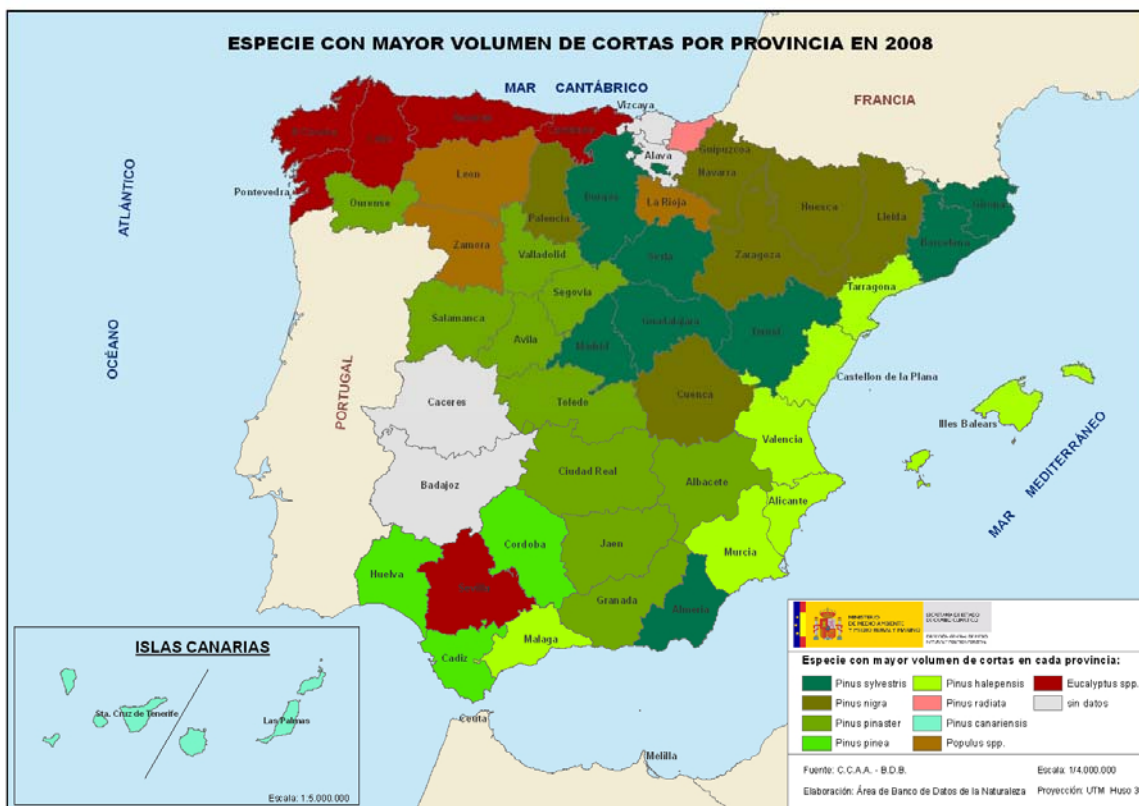 ESPECIE CON MAYOR VOLUMEN DE CORTAS POR PROVINCIA EN 2008
MAR CANTÁBRICO
FRANCIA
Vizcaya
Guipuzcoa
Alava
Navarra
Pontevedra
Ourense
Leon
Palencia
Burgos
La Rioja
Huesca
Lleida
Girona
Barcelona
ATLÁNTICO
OCÉANO
Zamora
Valladolid
Soria
Zaragoza
Tarragona
Segovia
Salamanca
Avila
Madrid
Guadalajara
Teruel
PORTUGAL
Caceres
Toledo
Cuenca
Castellon de la Plana
Valencia
Illes Balears
MAR MEDITERRÁNEO
Badajoz
Ciudad Real
Albacete
Alicante
Murcia
Cordoba
Jaen
Huelva
Sevilla
Granada
Almeria
Malaga
Cadiz
Ceuta
Melilla
ISLAS CANARIAS
Sta. Cruz de Tenerife
Las Palmas
Escala: 1:5.000.000
MINISTERIO
DE MEDIO AMBIENTE
Especie con mayor volumen de cortas en cada provincia:
Pinus sylvestris
Pinus halepensis
Eucalyptus spp.
Pinus nigra
Pinus radiata
sin datos
Pinus pinaster
Pinus canariensis
Pinus pinea
Populus spp.
Fuente: C.C.A.A. - B.D.B.
Escala: 1/4.000.000
Elaboración: Área de Banco de Datos de la Naturaleza
Proyección: UTM Huso 3